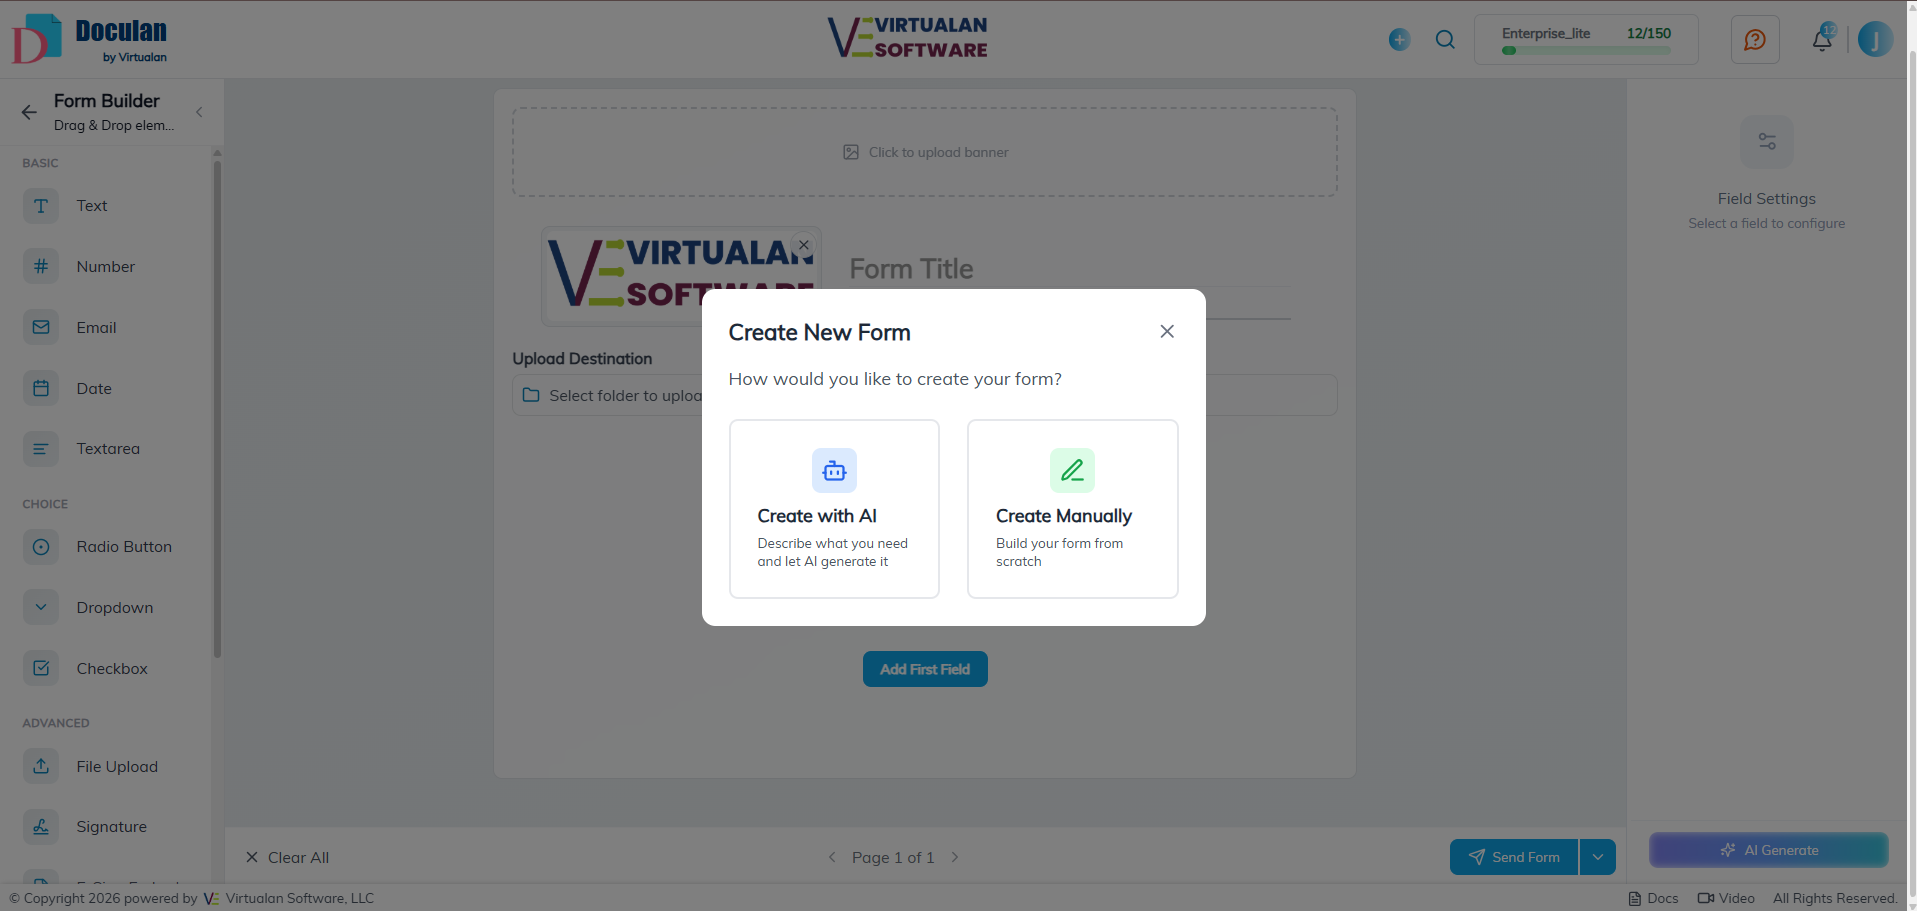 Doculan
by Virtualan
VIRTUALAN
SOFTWARE
Enterprise_lite 12/150
12
J
Form Builder
Drag & Drop elem...
BASIC
Text
Number
Email
Date
Textarea
CHOICE
Radio Button
Dropdown
Checkbox
ADVANCED
File Upload
Signature
Click to upload banner
VIRTUALAN
SOFTWARE
Form Title
Upload Destination
Select folder to uploa
Create New Form
How would you like to create your form?
Create with AI
Describe what you need
and let AI generate it
Create Manually
Build your form from
scratch
Add First Field
Field Settings
Select a field to configure
Clear All
Page 1 of 1
Send Form
AI Generate
© Copyright 2026 powered by VE Virtualan Software, LLC
Docs
Video
All Rights Reserved.